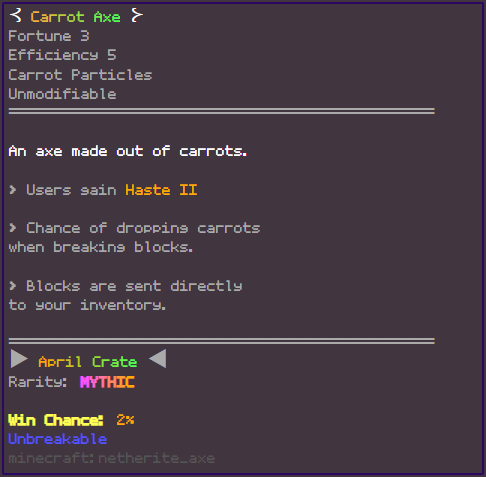 ≺ Carrot Axe ≻
Fortune 3
Efficiency 5
Carrot Particles
Unmodifiable
An axe made out of carrots.
> Users gain Haste II
> Chance of dropping carrots
when breaking blocks.
> Blocks are sent directly
to your inventory.
▶ April Crate ◀
Rarity: MYTHIC
Win Chance: 2%
Unbreakable
minecraft:netherite_axe